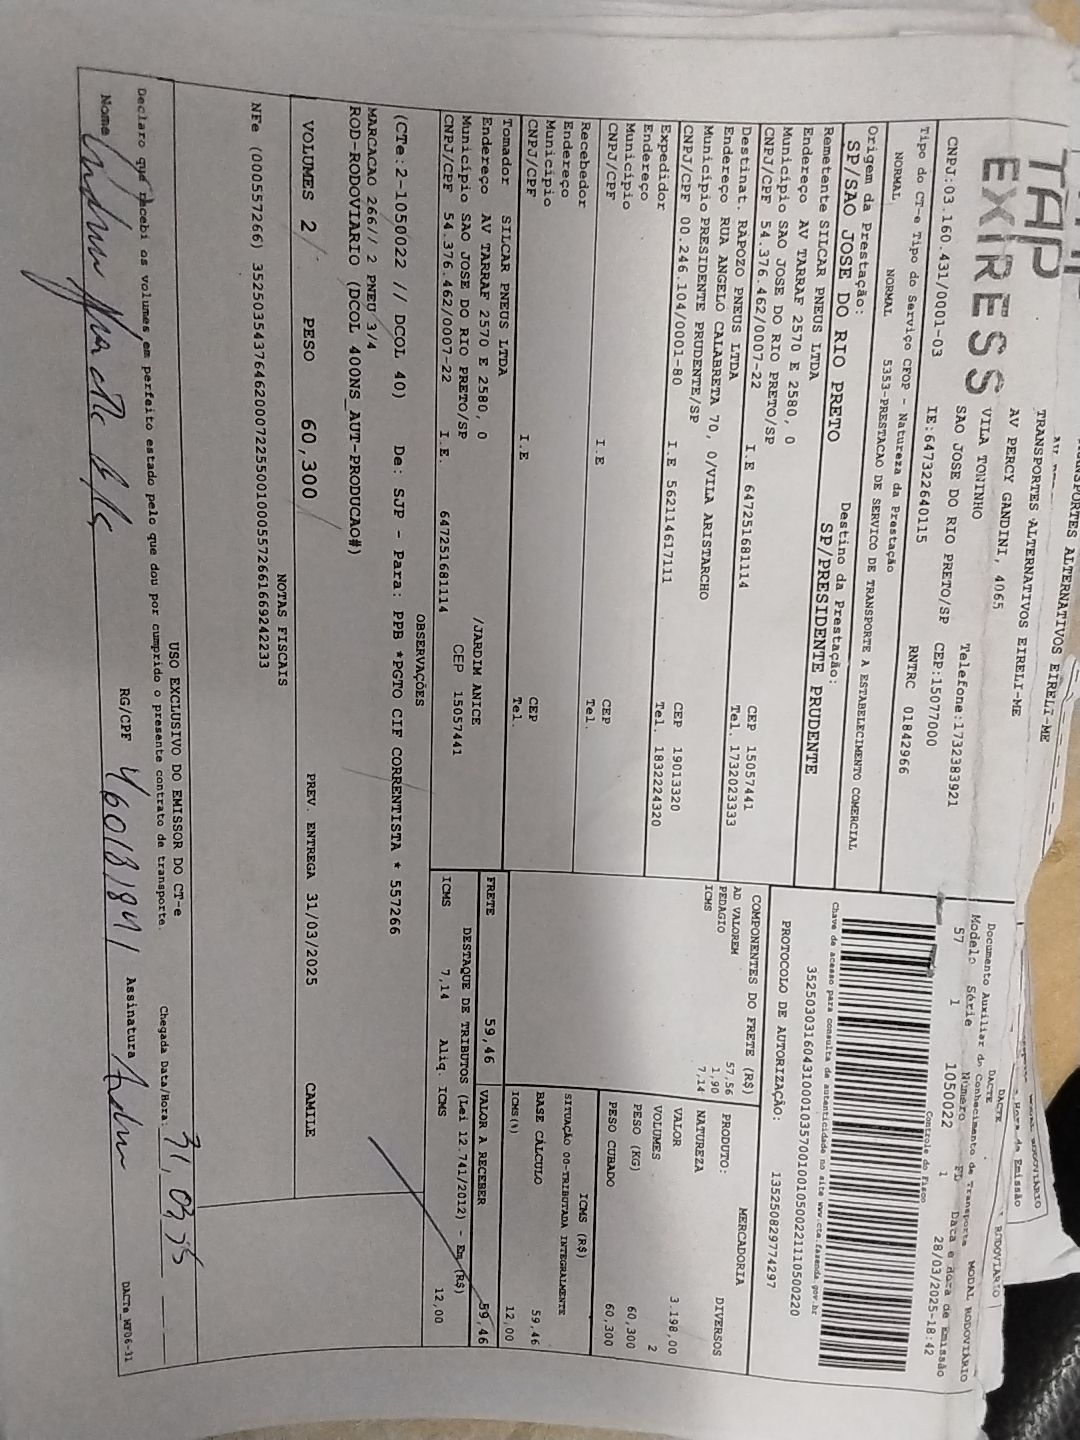 TRANSPORTES ALTERNATIVOS EIRELI-ME
TAP
EXPRESS
TRANSPORTES ALTERNATIVOS EIRELI-ME
AV PERCY GANDINI, 4065
VILA TONINHO
SAO JOSE DO RIO PRETO/SP CEP:15077000
Telefone:1732383921
CNPJ:03.160.431/0001-03 IE:647322640115 RNTRC 01842966
MODAL RODOVIÁRIO
DACTE
Documento Auxiliar do Conhecimento de Transporte MODAL RODOVIÁRIO
Modelo Série Número FL Data e Hora de Emissão
57 1 1050022 1 28/03/2025-18:42
Controle do Fisco
Tipo do CT-e Tipo do Serviço CFOP - Natureza da Prestação
NORMAL NORMAL 5353-PRESTACAO DE SERVICO DE TRANSPORTE A ESTABELECIMENTO COMERCIAL
Origem da Prestação: Destino da Prestação:
SP/SAO JOSE DO RIO PRETO SP/PRESIDENTE PRUDENTE
Chave de acesso para consulta de autenticidade no site www.cte.fazenda.gov.br
35250303160431000103570010010500221110500220
PROTOCOLO DE AUTORIZAÇÃO: 135250829774297
Remetente SILCAR PNEUS LTDA
Endereço AV TARRAF 2570 E 2580, 0
Município SAO JOSE DO RIO PRETO/SP CEP 15057441
CNPJ/CPF 54.376.462/0007-22 I.E 647251681114 Tel. 1732023333
Destinat. RAPOZO PNEUS LTDA
Endereço RUA ANGELO CALABRETA 70, 0/VILA ARISTARCHO
Município PRESIDENTE PRUDENTE/SP CEP 19013320
CNPJ/CPF 00.246.104/0001-80 I.E 562114617111 Tel. 1832224320
Expedidor
Endereço
Município CEP
CNPJ/CPF I.E Tel.
Recebedor
Endereço
Município CEP
CNPJ/CPF I.E Tel.
Tomador SILCAR PNEUS LTDA
Endereço AV TARRAF 2570 E 2580, 0 /JARDIM ANICE
Município SAO JOSE DO RIO PRETO/SP CEP 15057441
CNPJ/CPF 54.376.462/0007-22 I.E. 647251681114
COMPONENTES DO FRETE (R$)
AD VALOREM 57,56
PEDAGIO 1,90
ICMS 7,14
MERCADORIA
PRODUTO: DIVERSOS
NATUREZA
VALOR 3.198,00
VOLUMES 2
PESO (KG) 60,300
PESO CUBADO 60,300
ICMS (R$)
SITUAÇÃO 00-TRIBUTADA INTEGRALMENTE
BASE CÁLCULO 59,46
ICMS(%) 12,00
FRETE 59,46 VALOR A RECEBER 59,46
DESTAQUE DE TRIBUTOS (Lei 12.741/2012) - Em (R$)
ICMS 7,14 Aliq. ICMS 12,00
OBSERVAÇÕES
(CTe:2-1050022 // DCOL 40) De: SJP - Para: PPB *PGTO CIF CORRENTISTA * 557266
MARCACAO 266// 2 PNEU 3/4
ROD-RODOVIARIO (DCOL 400NS_AUT-PRODUCAO#)
VOLUMES 2 PESO 60,300 PREV. ENTREGA 31/03/2025 CAMILE
NOTAS FISCAIS
NFe (000557266) 35250354376462000722550010005572661669242233
USO EXCLUSIVO DO EMISSOR DO CT-e
Declaro que recebi os volumes em perfeito estado pelo que dou por cumprido o presente contrato de transporte. Chegada Data/Hora: 31, 03
Nome RG/CPF 460181841 Assinatura
DACTe_WF06-31